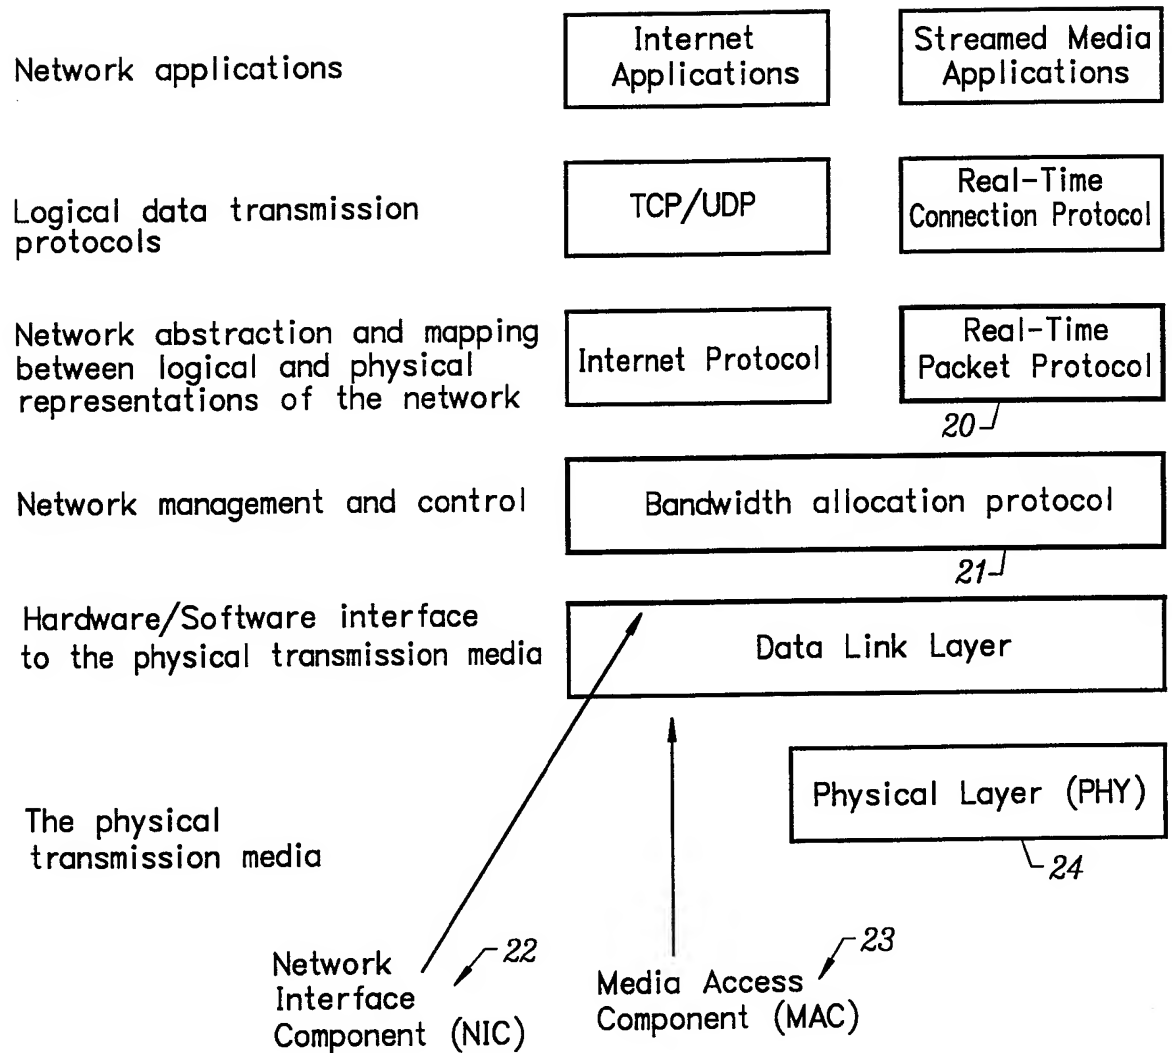 Network applications
Internet
Applications
Streamed Media
Applications
Logical data transmission
protocols
TCP/UDP
Real-Time
Connection Protocol
Network abstraction and mapping
between logical and physical
representations of the network
Internet Protocol
Real-Time
Packet Protocol
20
Network management and control
Bandwidth allocation protocol
21
Hardware/Software interface
to the physical transmission media
Data Link Layer
The physical
transmission media
Physical Layer (PHY)
24
Network
Interface
Component (NIC)
22
Media Access
Component (MAC)
23